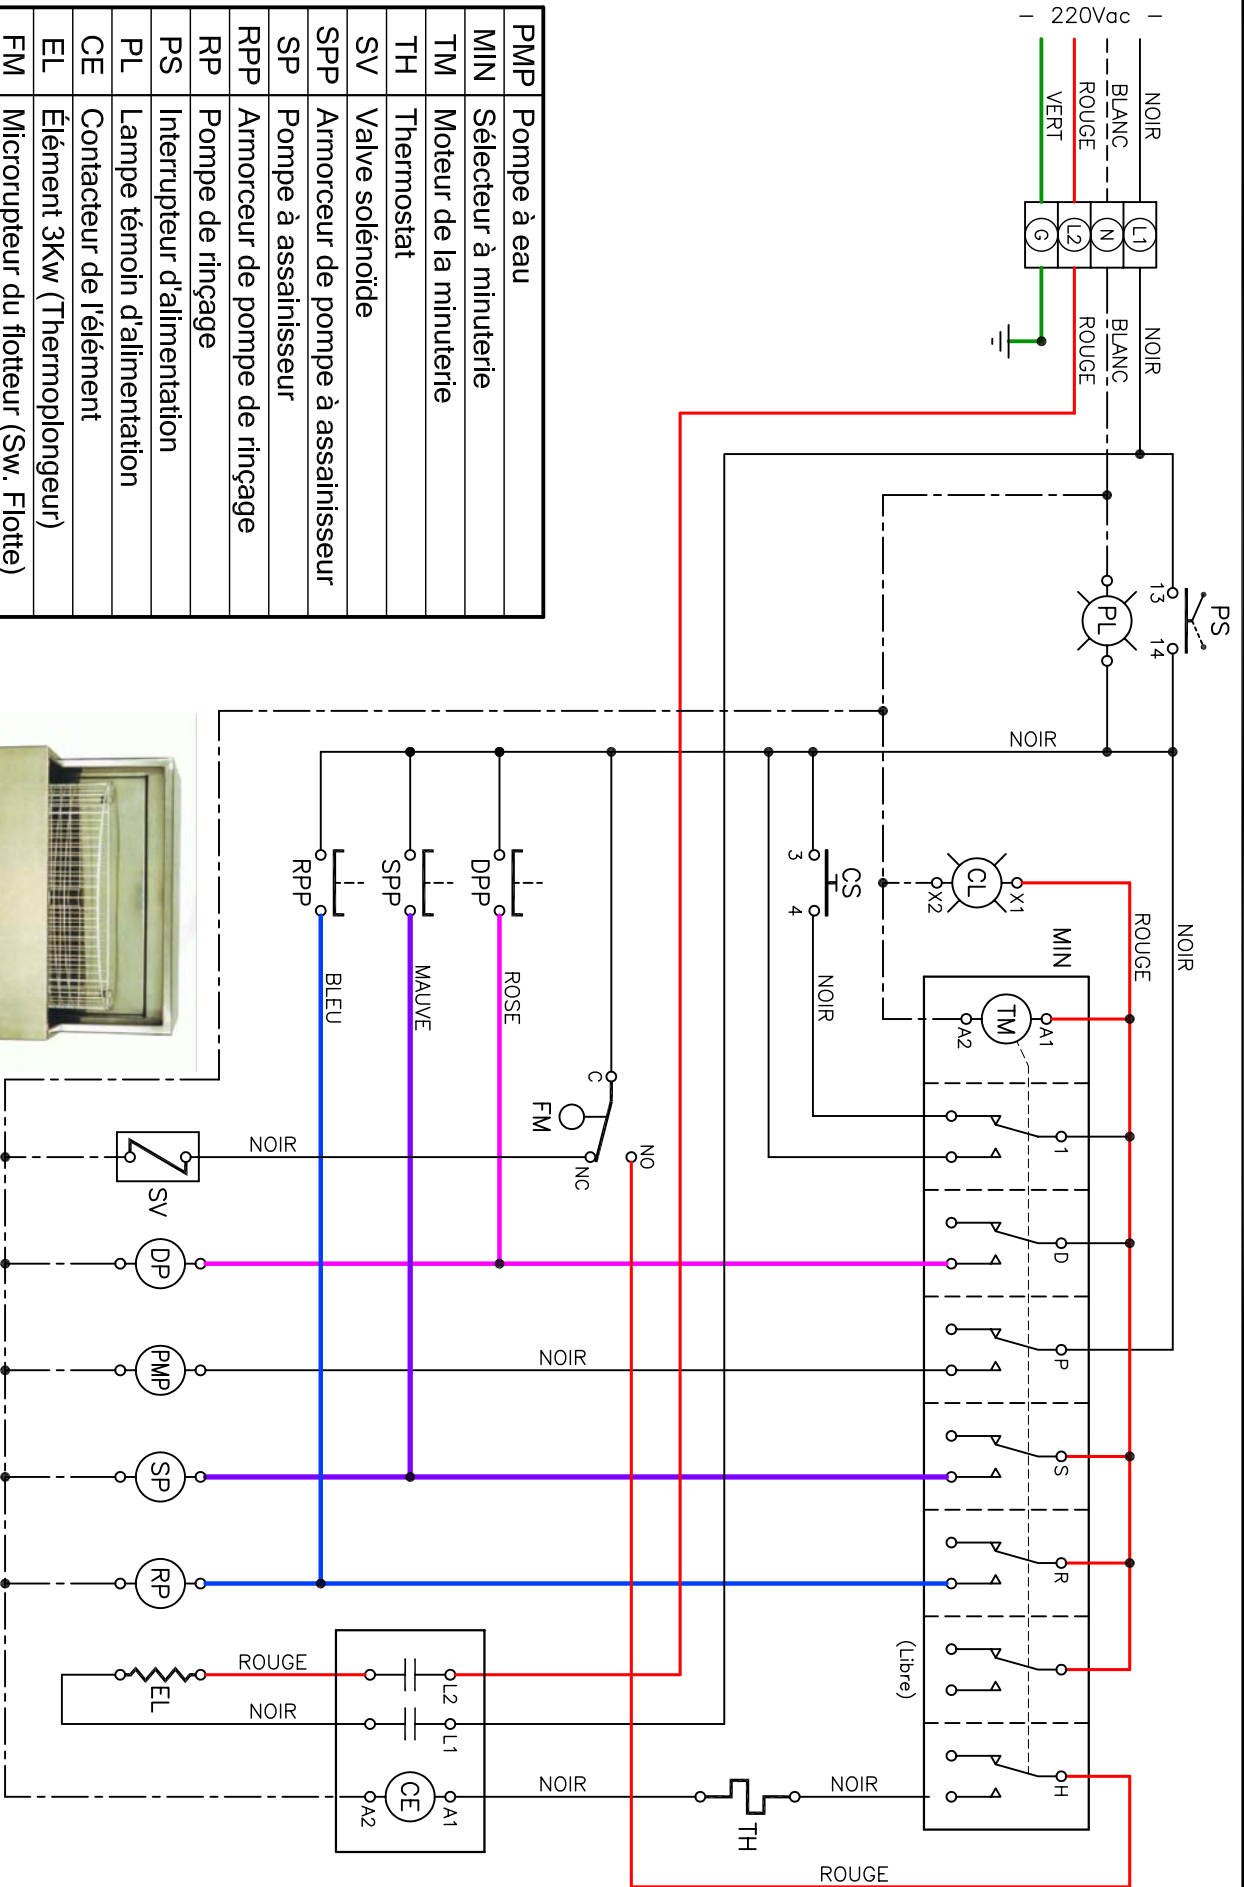 220Vac
NOIR
BLANC
ROUGE
VERT
L1
N
L2
G
NOIR
BLANC
ROUGE
PS
13
14
PL
NOIR
NOIR
ROUGE
CL
X1
X2
CS
3
4
NOIR
MIN
TM
A1
A2
1
D
P
S
R
(Libre)
H
DPP
SPP
RPP
ROSE
MAUVE
BLEU
C
FM
NO
NC
NOIR
SV
DP
PMP
NOIR
SP
RP
ROUGE
EL
NOIR
L2
L1
CE
A1
A2
NOIR
TH
NOIR
ROUGE
PMP Pompe à eau
MIN Sélecteur à minuterie
TM Moteur de la minuterie
TH Thermostat
SV Valve solénoïde
SPP Armorceur de pompe à assainisseur
SP Pompe à assainisseur
RPP Armorceur de pompe de rinçage
RP Pompe de rinçage
PS Interrupteur d'alimentation
PL Lampe témoin d'alimentation
CE Contacteur de l'élément
EL Élément 3Kw (Thermoplongeur)
FM Microrupteur du flotteur (Sw. Flotte)